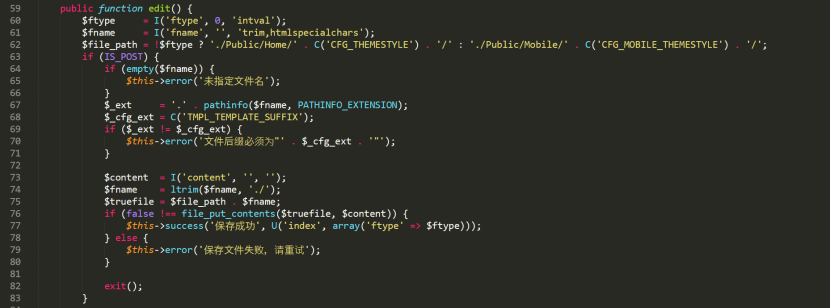 59 public function edit() {
60 $ftype = I('ftype', 0, 'intval');
61 $fname = I('fname', '', 'trim,htmlspecialchars');
62 $file_path = !$ftype ? './Public/Home/' . C('CFG_THEMESTYLE') . '/' : './Public/Mobile/' . C('CFG_MOBILE_THEMESTYLE') . '/';
63 if (IS_POST) {
64 if (empty($fname)) {
65 $this->error('未指定文件名');
66 }
67 $_ext = '.' . pathinfo($fname, PATHINFO_EXTENSION);
68 $_cfg_ext = C('TMPL_TEMPLATE_SUFFIX');
69 if ($_ext != $_cfg_ext) {
70 $this->error('文件后缀必须为"' . $_cfg_ext . '"');
71 }
72
73 $content = I('content', '', '');
74 $fname = ltrim($fname, './');
75 $truefile = $file_path . $fname;
76 if (false !== file_put_contents($truefile, $content)) {
77 $this->success('保存成功', U('index', array('ftype' => $ftype)));
78 } else {
79 $this->error('保存文件失败，请重试');
80 }
81
82 exit();
83 }